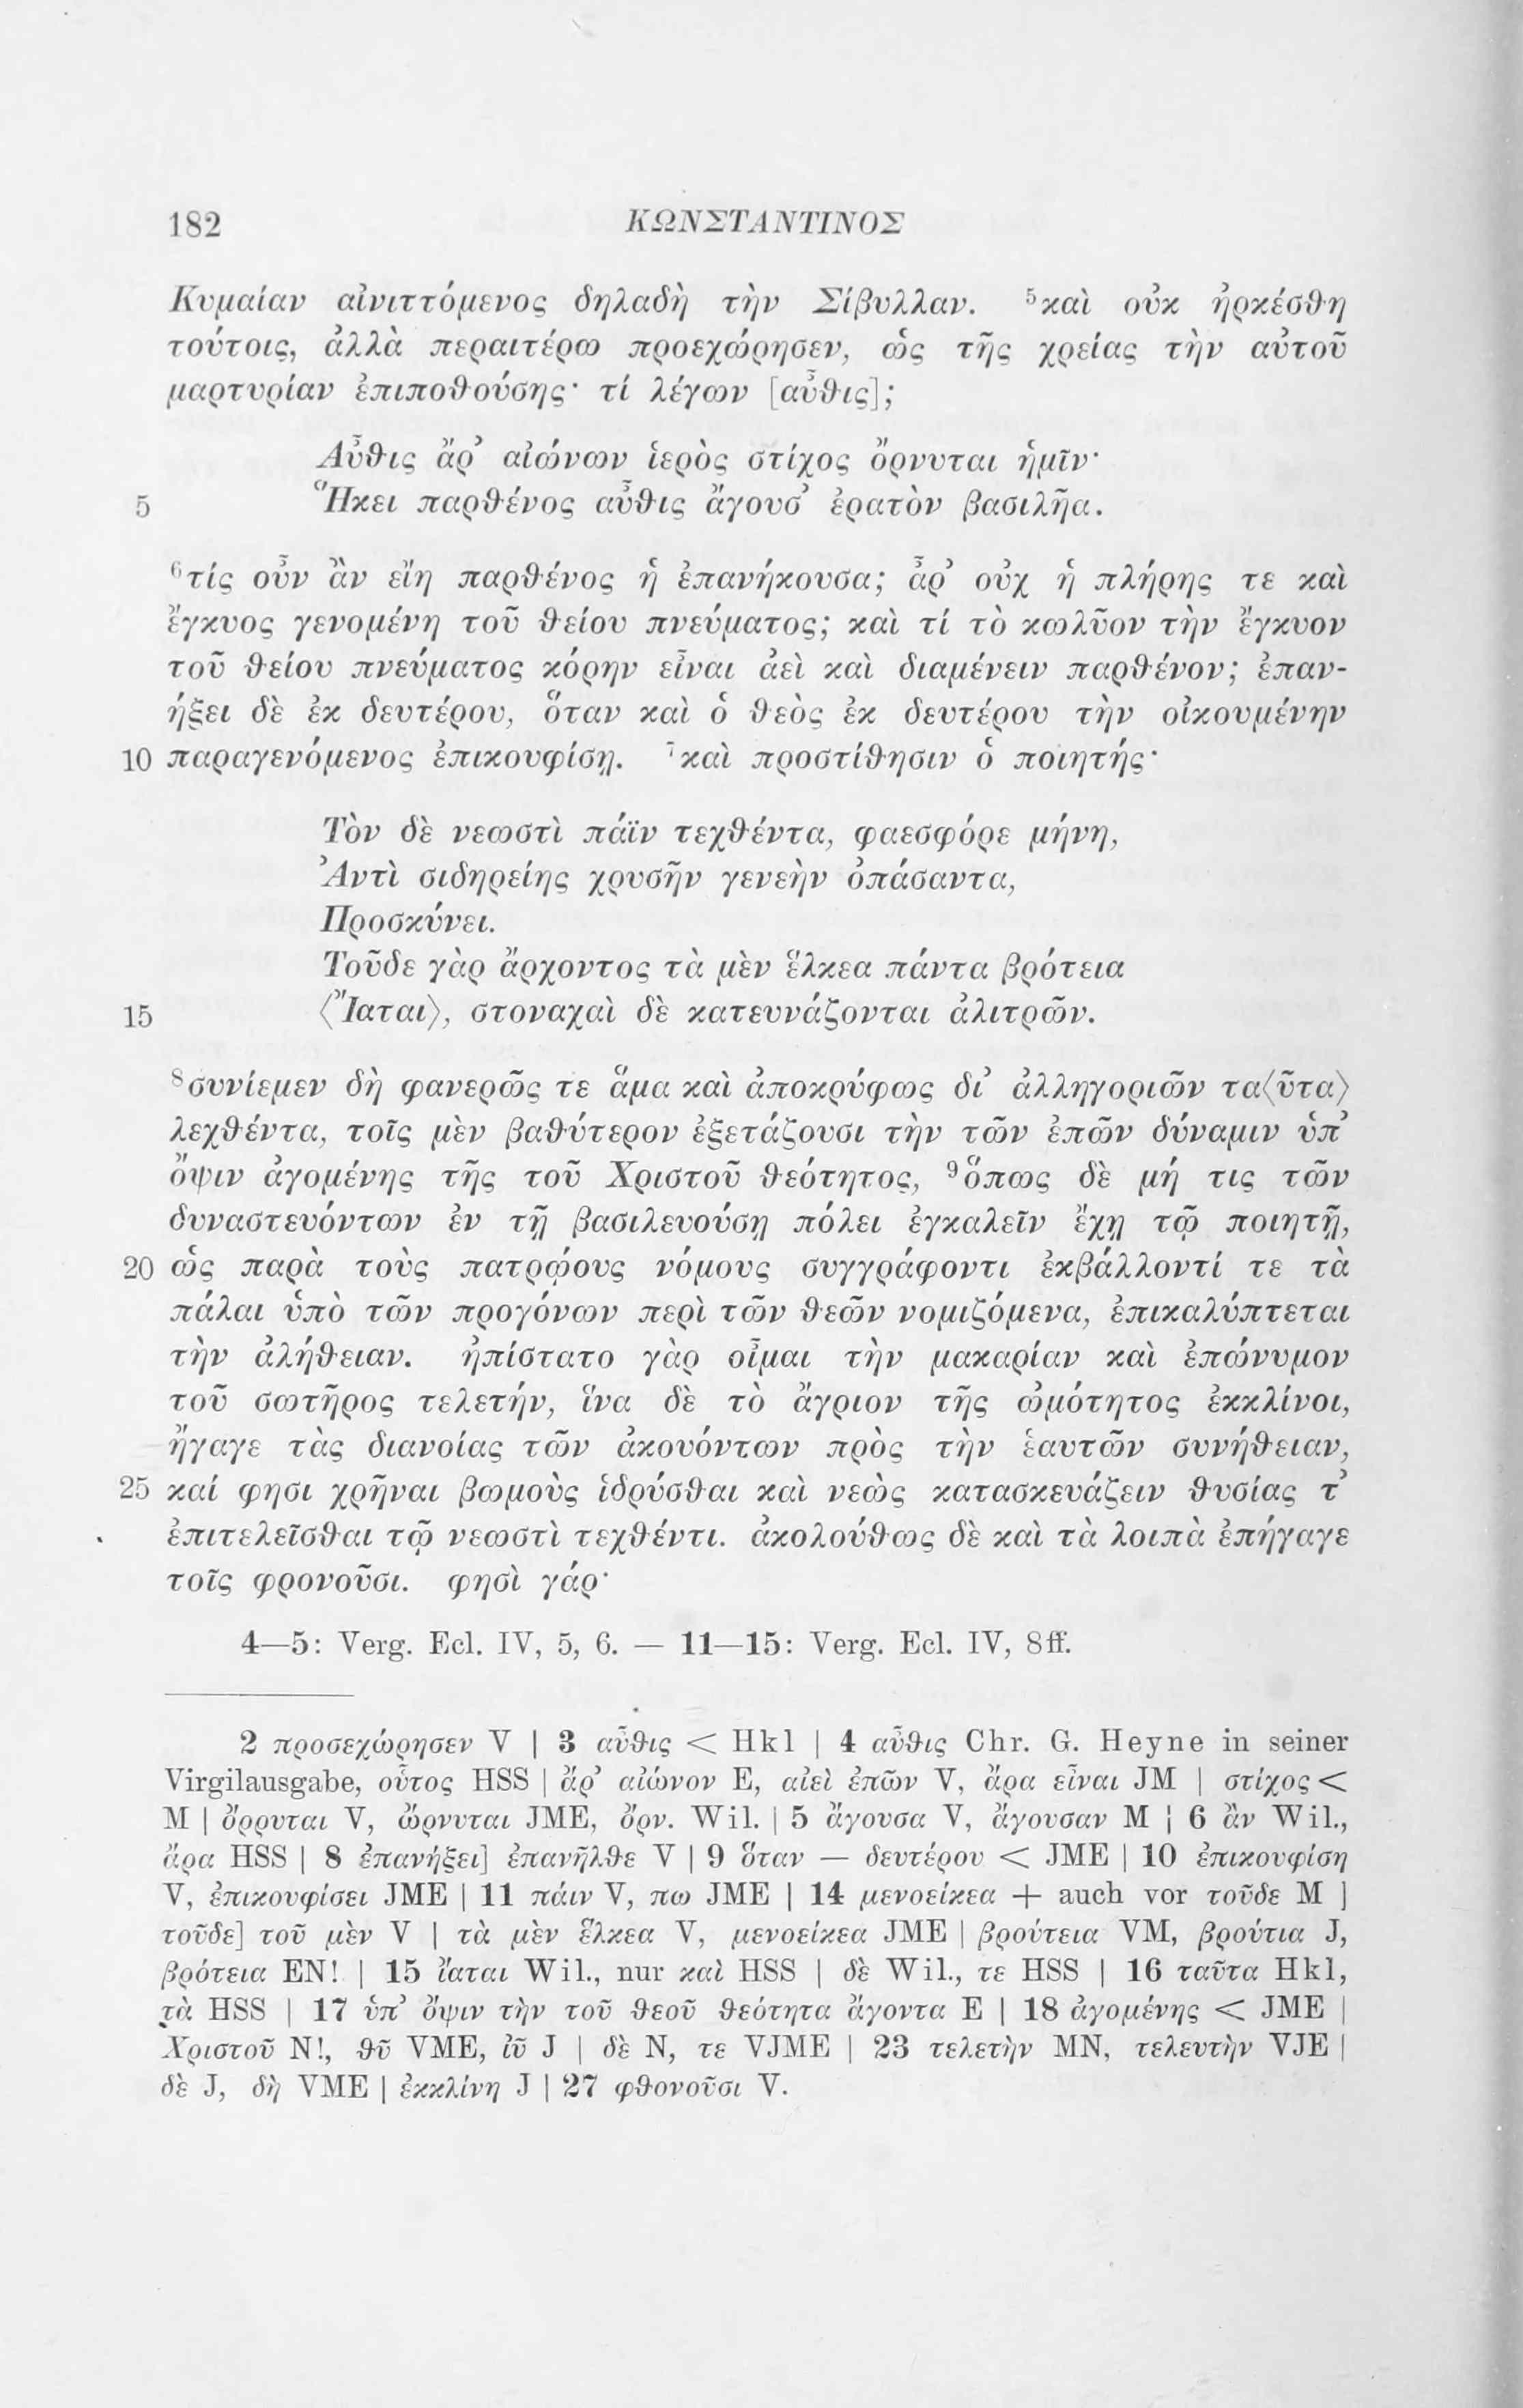 182
ΚΩΝΣΤΑΝΤΙΝΟΣ
Κυμαίαν αἰνιττόμενος δηλαδὴ τὴν Σίβυλλαν. ⁵καὶ οὐκ ἠρκέσθη
τούτοις, ἀλλὰ περαιτέρω προεχώρησεν, ὡς τῆς χρείας τὴν αὐτοῦ
μαρτυρίαν ἐπιποθούσης· τί λέγων [αὖθις];
Αὖθις ἄρ’ αἰώνων ἱερὸς στίχος ὄρνυται ἡμῖν·
5 Ἥκει παρθένος αὖθις ἄγουσ’ ἐρατὸν βασιλῆα.
⁶τίς οὖν ἂν εἴη παρθένος ἡ ἐπανήκουσα; ἆρ’ οὐχ ἡ πλήρης τε καὶ
ἔγκυος γενομένη τοῦ θείου πνεύματος; καὶ τί τὸ κωλῦον τὴν ἔγκυον
τοῦ θείου πνεύματος κόρην εἶναι ἀεὶ καὶ διαμένειν παρθένον; ἐπαν-
ήξει δὲ ἐκ δευτέρου, ὅταν καὶ ὁ θεὸς ἐκ δευτέρου τὴν οἰκουμένην
10 παραγενόμενος ἐπικουφίσῃ. ⁷καὶ προστίθησιν ὁ ποιητής·
Τὸν δὲ νεωστὶ πάϊν τεχθέντα, φαεσφόρε μήνη,
Ἀντὶ σιδηρείης χρυσῆν γενεὴν ὀπάσαντα,
Προσκύνει.
Τοῦδε γὰρ ἄρχοντος τὰ μὲν ἕλκεα πάντα βρότεια
15 ⟨Ἴαται⟩, στοναχαὶ δὲ κατευνάζονται ἀλιτρῶν.
⁸συνίεμεν δὴ φανερῶς τε ἅμα καὶ ἀποκρύφως δι’ ἀλληγοριῶν τα⟨ῦτα⟩
λεχθέντα, τοῖς μὲν βαθύτερον ἐξετάζουσι τὴν τῶν ἐπῶν δύναμιν ὑπ’
ὄψιν ἀγομένης τῆς τοῦ Χριστοῦ θεότητος, ⁹ὅπως δὲ μή τις τῶν
δυναστευόντων ἐν τῇ βασιλευούσῃ πόλει ἐγκαλεῖν ἔχῃ τῷ ποιητῇ,
20 ὡς παρὰ τοὺς πατρῴους νόμους συγγράφοντι ἐκβάλλοντί τε τὰ
πάλαι ὑπὸ τῶν προγόνων περὶ τῶν θεῶν νομιζόμενα, ἐπικαλύπτεται
τὴν ἀλήθειαν. ἠπίστατο γὰρ οἶμαι τὴν μακαρίαν καὶ ἐπώνυμον
τοῦ σωτῆρος τελετήν, ἵνα δὲ τὸ ἄγριον τῆς ὠμότητος ἐκκλίνοι,
ἤγαγε τὰς διανοίας τῶν ἀκουόντων πρὸς τὴν ἑαυτῶν συνήθειαν,
25 καί φησι χρῆναι βωμοὺς ἱδρύσθαι καὶ νεὼς κατασκευάζειν θυσίας τ’
ἐπιτελεῖσθαι τῷ νεωστὶ τεχθέντι. ἀκολούθως δὲ καὶ τὰ λοιπὰ ἐπήγαγε
τοῖς φρονοῦσι. φησὶ γάρ·
4—5: Verg. Ecl. IV, 5, 6. — 11—15: Verg. Ecl. IV, 8ff.
2 προσεχώρησεν V | 3 αὖθις < Hkl | 4 αὖθις Chr. G. Heyne in seiner
Virgilausgabe, οὗτος HSS | ἄρ’ αἰώνον E, αἰεὶ ἐπῶν V, ἄρα εἶναι JM | στίχος <
M | ὄρρυται V, ὤρνυται JME, ὄρν. Wil. | 5 ἄγουσα V, ἄγουσαν M | 6 ἂν Wil.,
ἄρα HSS | 8 ἐπανήξει] ἐπανῆλθε V | 9 ὅταν — δευτέρου < JME | 10 ἐπικουφίση
V, ἐπικουφίσει JME | 11 πάιν V, πω JME | 14 μενοείκεα + auch vor τοῦδε M ]
τοῦδε] τοῦ μὲν V | τὰ μὲν ἕλκεα V, μενοείκεα JME | βρούτεια VM, βρούτια J,
βρότεια EN! | 15 ἴαται Wil., nur καὶ HSS | δὲ Wil., τε HSS | 16 ταῦτα Hkl,
τὰ HSS | 17 ὑπ’ ὄψιν τὴν τοῦ θεοῦ θεότητα ἄγοντα E | 18 ἀγομένης < JME |
Χριστοῦ N!, θῦ VME, ἰῦ J | δὲ N, τε VJME | 23 τελετὴν MN, τελευτὴν VJE |
δὲ J, δὴ VME | ἐκκλίνη J | 27 φθονοῦσι V.